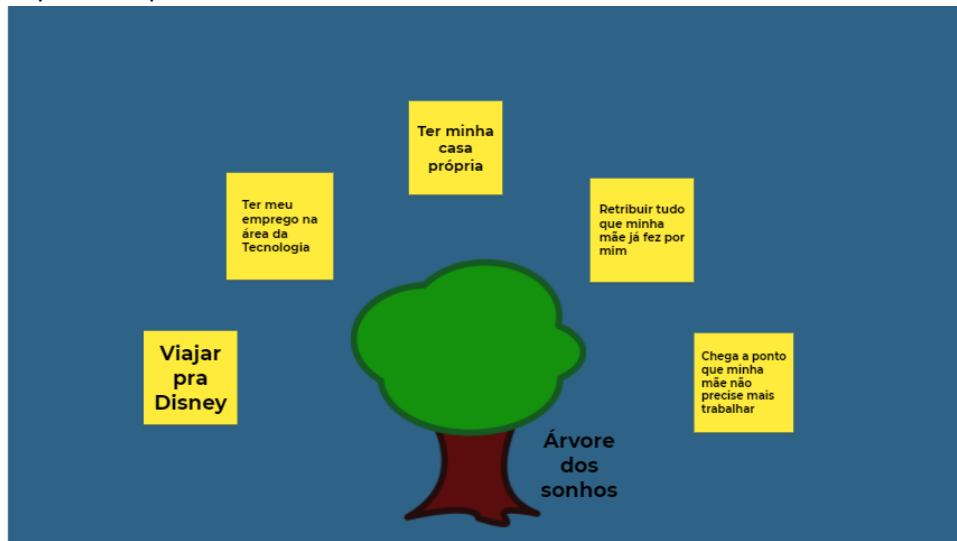 Ter minha
casa
própria
Ter meu
emprego na
área da
Tecnologia
Retribuir tudo
que minha
mãe já fez por
mim
Viajar
pra
Disney
Chega a ponto
que minha
mãe não
precise mais
trabalhar
Árvore
dos
sonhos